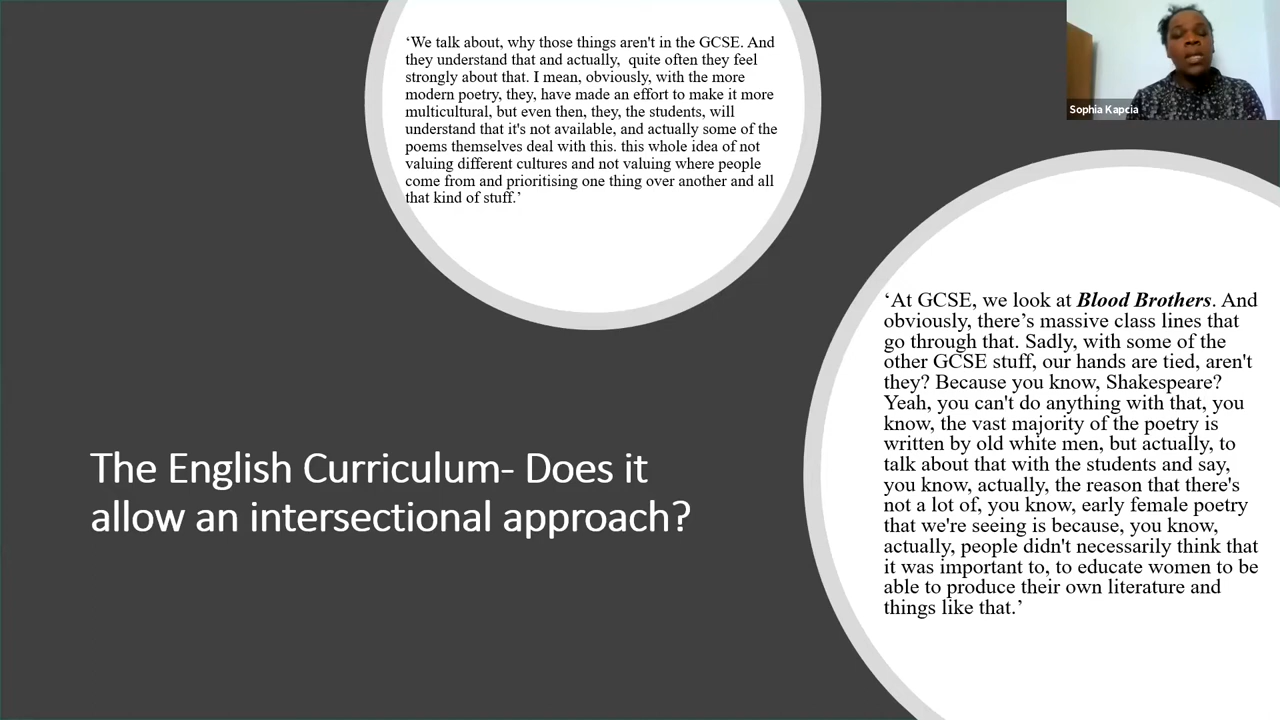 ‘We talk about, why those things aren't in the GCSE. And
they understand that and actually,  quite often they feel
strongly about that. I mean, obviously, with the more
modern poetry, they, have made an effort to make it more
multicultural, but even then, they, the students, will
understand that it's not available, and actually some of the
poems themselves deal with this. this whole idea of not
valuing different cultures and not valuing where people
come from and prioritising one thing over another and all
that kind of stuff.’
Sophia Kapcia
‘At GCSE, we look at Blood Brothers. And
obviously, there’s massive class lines that
go through that. Sadly, with some of the
other GCSE stuff, our hands are tied, aren't
they? Because you know, Shakespeare?
Yeah, you can't do anything with that, you
know, the vast majority of the poetry is
written by old white men, but actually, to
talk about that with the students and say,
you know, actually, the reason that there's
not a lot of, you know, early female poetry
that we're seeing is because, you know,
actually, people didn't necessarily think that
it was important to, to educate women to be
able to produce their own literature and
things like that.’
The English Curriculum- Does it
allow an intersectional approach?